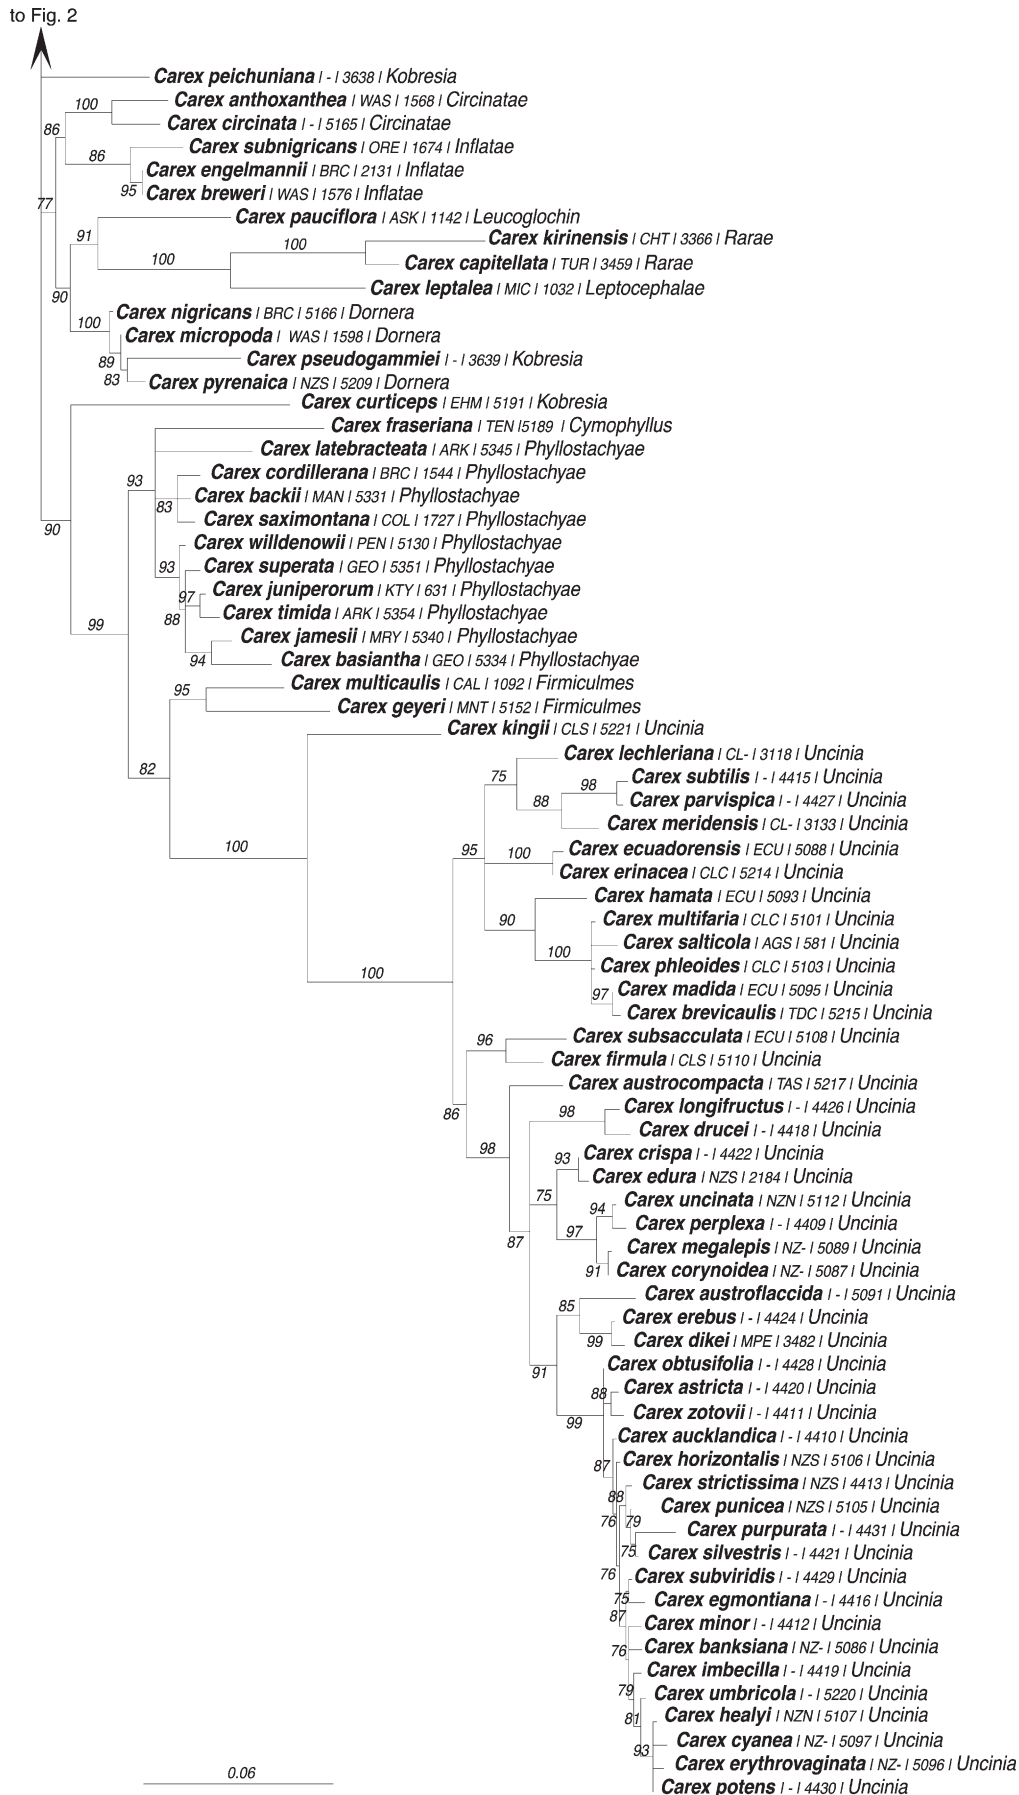 to Fig. 2
Carex peichuniana | - | 3638 | Kobresia
Carex anthoxanthea | WAS | 1568 | Circinatae
100
Carex circinata | - | 5165 | Circinatae
86
Carex subnigricans | ORE | 1674 | Inflatae
86
Carex engelmannii | BRC | 2131 | Inflatae
95
Carex breweri | WAS | 1576 | Inflatae
77
Carex pauciflora | ASK | 1142 | Leucoglochin
91
Carex kirinensis | CHT | 3366 | Rarae
100
100
Carex capitellata | TUR | 3459 | Rarae
Carex leptalea | MIC | 1032 | Leptocephalae
90
Carex nigricans | BRC | 5166 | Dornera
100
Carex micropoda | WAS | 1598 | Dornera
89
Carex pseudogammiei | - | 3639 | Kobresia
83
Carex pyrenaica | NZS | 5209 | Dornera
Carex curticeps | EHM | 5191 | Kobresia
Carex fraseriana | TEN |5189 | Cymophyllus
Carex latebracteata | ARK | 5345 | Phyllostachyae
Carex cordillerana | BRC | 1544 | Phyllostachyae
93
Carex backii | MAN | 5331 | Phyllostachyae
83
Carex saximontana | COL | 1727 | Phyllostachyae
90
Carex willdenowii | PEN | 5130 | Phyllostachyae
93
Carex superata | GEO | 5351 | Phyllostachyae
Carex juniperorum | KTY | 631 | Phyllostachyae
97
Carex timida | ARK | 5354 | Phyllostachyae
88
99
Carex jamesii | MRY | 5340 | Phyllostachyae
94
Carex basiantha | GEO | 5334 | Phyllostachyae
Carex multicaulis | CAL | 1092 | Firmiculmes
95
Carex geyeri | MNT | 5152 | Firmiculmes
Carex kingii | CLS | 5221 | Uncinia
82
Carex lechleriana | CL- | 3118 | Uncinia
75
Carex subtilis | - | 4415 | Uncinia
98
Carex parvispica | - | 4427 | Uncinia
88
Carex meridensis | CL- | 3133 | Uncinia
100
95
Carex ecuadorensis | ECU | 5088 | Uncinia
100
Carex erinacea | CLC | 5214 | Uncinia
Carex hamata | ECU | 5093 | Uncinia
90
Carex multifaria | CLC | 5101 | Uncinia
Carex salticola | AGS | 581 | Uncinia
100
Carex phleoides | CLC | 5103 | Uncinia
100
Carex madida | ECU | 5095 | Uncinia
97
Carex brevicaulis | TDC | 5215 | Uncinia
Carex subsacculata | ECU | 5108 | Uncinia
96
Carex firmula | CLS | 5110 | Uncinia
Carex austrocompacta | TAS | 5217 | Uncinia
86
Carex longifructus | - | 4426 | Uncinia
98
Carex drucei | - | 4418 | Uncinia
98
Carex crispa | - | 4422 | Uncinia
93
Carex edura | NZS | 2184 | Uncinia
75
Carex uncinata | NZN | 5112 | Uncinia
94
Carex perplexa | - | 4409 | Uncinia
97
87
Carex megalepis | NZ- | 5089 | Uncinia
91
Carex corynoidea | NZ- | 5087 | Uncinia
Carex austroflaccida | - | 5091 | Uncinia
85
Carex erebus | - | 4424 | Uncinia
99
Carex dikei | MPE | 3482 | Uncinia
91
Carex obtusifolia | - | 4428 | Uncinia
88
Carex astricta | - | 4420 | Uncinia
99
Carex zotovii | - | 4411 | Uncinia
Carex aucklandica | - | 4410 | Uncinia
87
Carex horizontalis | NZS | 5106 | Uncinia
Carex strictissima | NZS | 4413 | Uncinia
88
Carex punicea | NZS | 5105 | Uncinia
76
79
Carex purpurata | - | 4431 | Uncinia
75
Carex silvestris | - | 4421 | Uncinia
76
Carex subviridis | - | 4429 | Uncinia
75
Carex egmontiana | - | 4416 | Uncinia
87
Carex minor | - | 4412 | Uncinia
76
Carex banksiana | NZ- | 5086 | Uncinia
Carex imbecilla | - | 4419 | Uncinia
79
Carex umbricola | - | 5220 | Uncinia
81
Carex healyi | NZN | 5107 | Uncinia
Carex cyanea | NZ- | 5097 | Uncinia
93
Carex erythrovaginata | NZ- | 5096 | Uncinia
0.06
Carex potens | - | 4430 | Uncinia